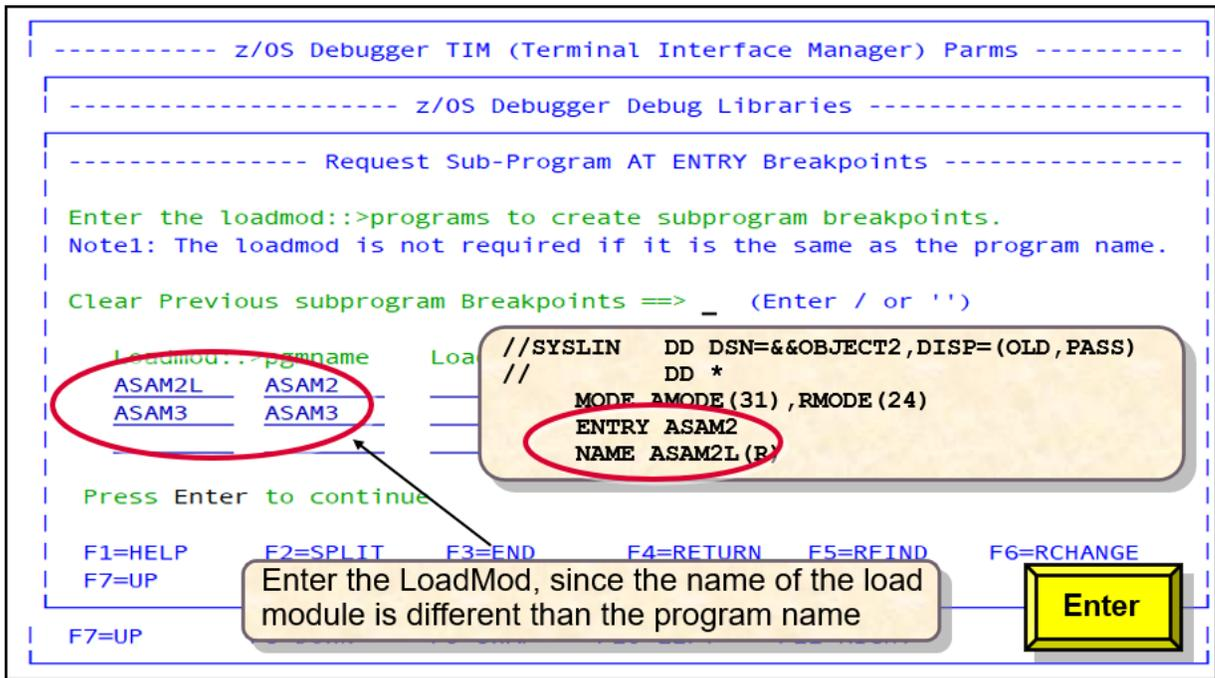 ----------- z/OS Debugger TIM (Terminal Interface Manager) Parms ----------
---------------------- z/OS Debugger Debug Libraries ---------------------
---------------- Request Sub-Program AT ENTRY Breakpoints ----------------
Enter the loadmod::>programs to create subprogram breakpoints.
Note1: The loadmod is not required if it is the same as the program name.
Clear Previous subprogram Breakpoints ==> _ (Enter / or '')
Loadmod::>pgmname Loa
ASAM2L ASAM2
ASAM3 ASAM3
//SYSLIN DD DSN=&&OBJECT2,DISP=(OLD,PASS)
// DD *
MODE AMODE(31),RMODE(24)
ENTRY ASAM2
NAME ASAM2L(R)
Press Enter to continue
F1=HELP F2=SPLIT F3=END F4=RETURN F5=RFIND F6=RCHANGE
F7=UP
Enter the LoadMod, since the name of the load
module is different than the program name
Enter
F7=UP